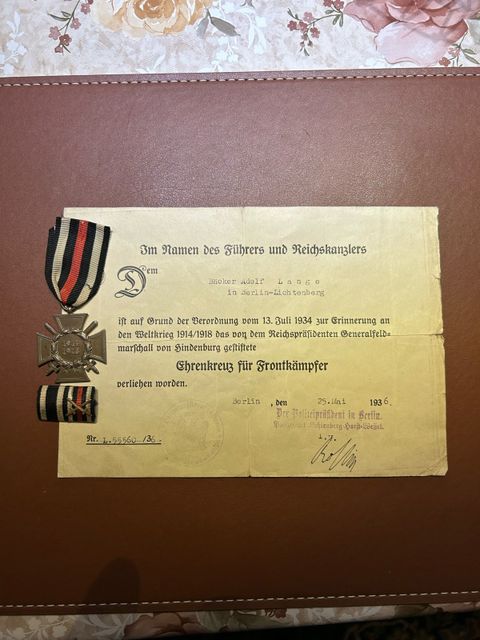 Im Namen des Führers und Reichskanzlers
Dem
Bäcker Adolf Lange
in Berlin-Lichtenberg
ist auf Grund der Verordnung vom 13. Juli 1934 zur Erinnerung an
den Weltkrieg 1914/1918 das von dem Reichspräsidenten Generalfeld-
marschall von Hindenburg gestiftete
Ehrenkreuz für Frontkämpfer
verliehen worden.
Berlin, den 25. Mai 1936.
Der Polizeipräsident in Berlin.
Nr. L.55560 /36.
1914
1918